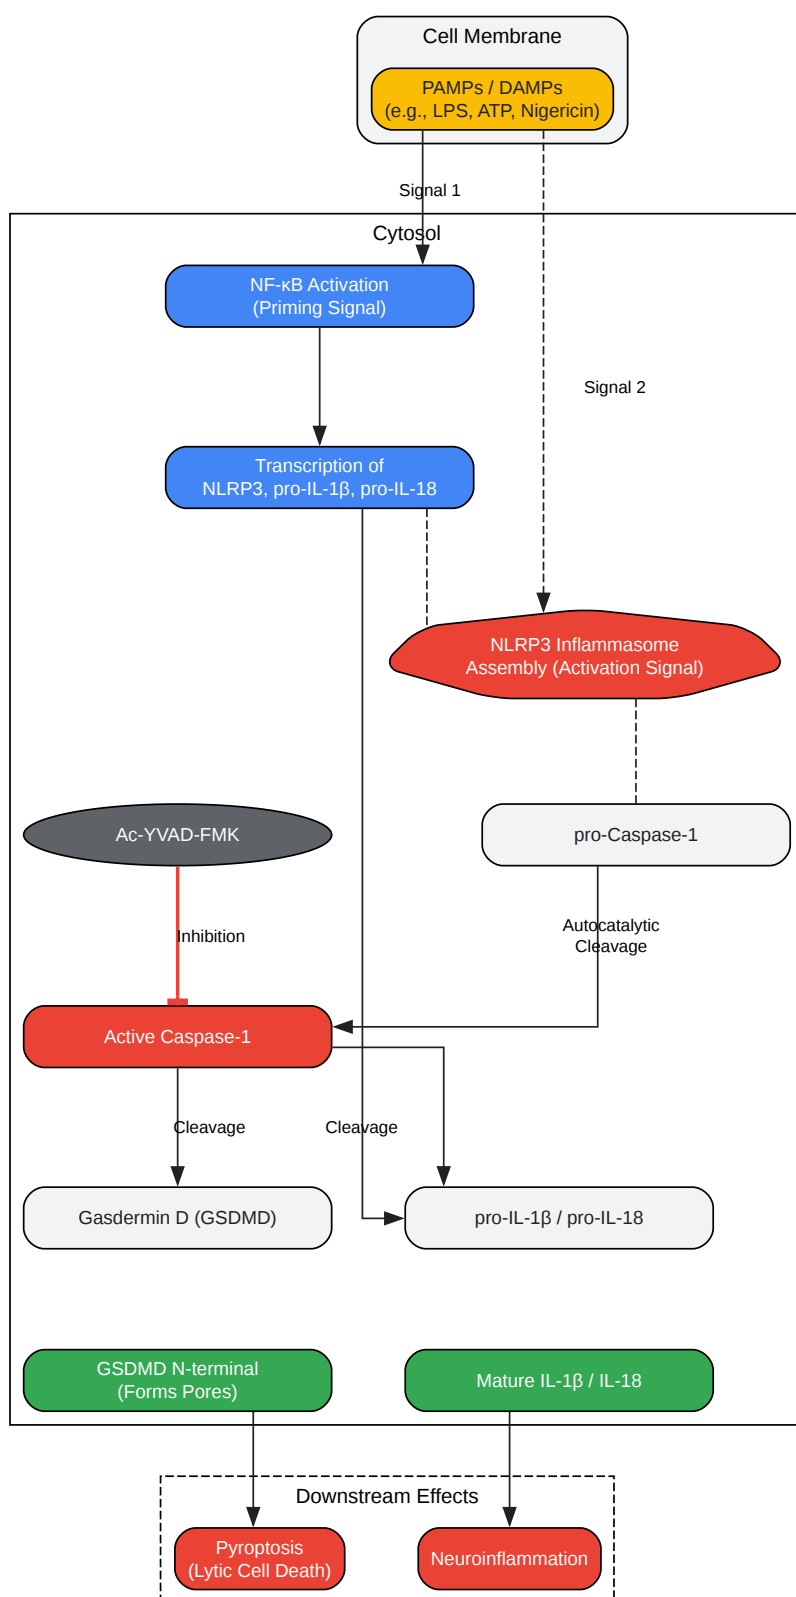 Cell Membrane
PAMPs / DAMPs
(e.g., LPS, ATP, Nigericin)
Signal 1
Cytosol
NF-κB Activation
(Priming Signal)
Signal 2
Transcription of
NLRP3, pro-IL-1β, pro-IL-18
NLRP3 Inflammasome
Assembly (Activation Signal)
Ac-YVAD-FMK
pro-Caspase-1
Inhibition
Autocatalytic
Cleavage
Active Caspase-1
Cleavage
Cleavage
Gasdermin D (GSDMD)
pro-IL-1β / pro-IL-18
GSDMD N-terminal
(Forms Pores)
Mature IL-1β / IL-18
Downstream Effects
Pyroptosis
(Lytic Cell Death)
Neuroinflammation